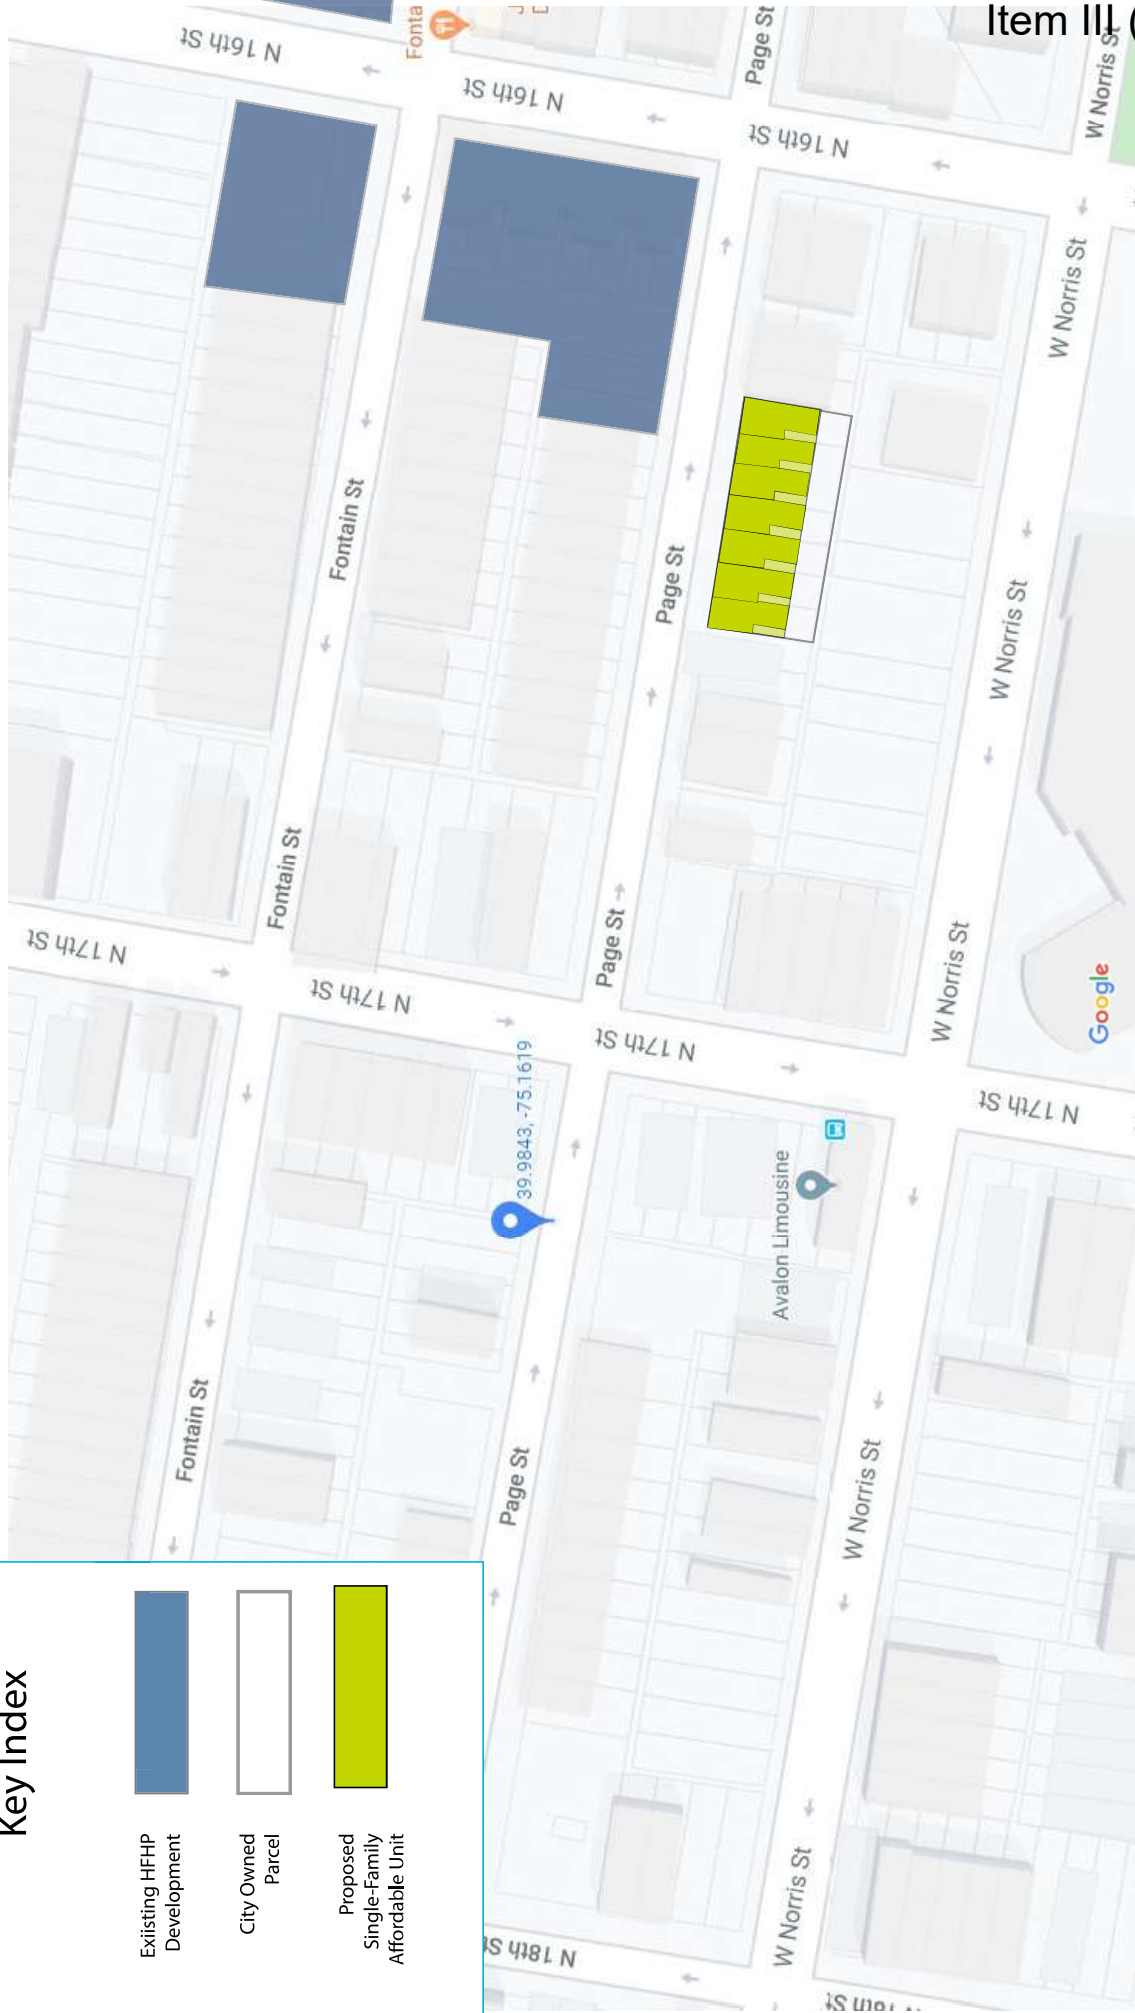 Item III (
Key Index
Exiisting HFHP
Development
City Owned
Parcel
Proposed
Single-Family
Affordable Unit
N 16th St
N 16th St
N 16th St
Fonta
Page St
W Norris St
W Norris St
Fontain St
Page St
W Norris St
Fontain St
Page St
W Norris St
N 17th St
N 17th St
N 17th St
N 17th St
39.9843, -75.1619
Avalon Limousine
Google
Fontain St
Page St
W Norris St
W Norris St
N 18th St